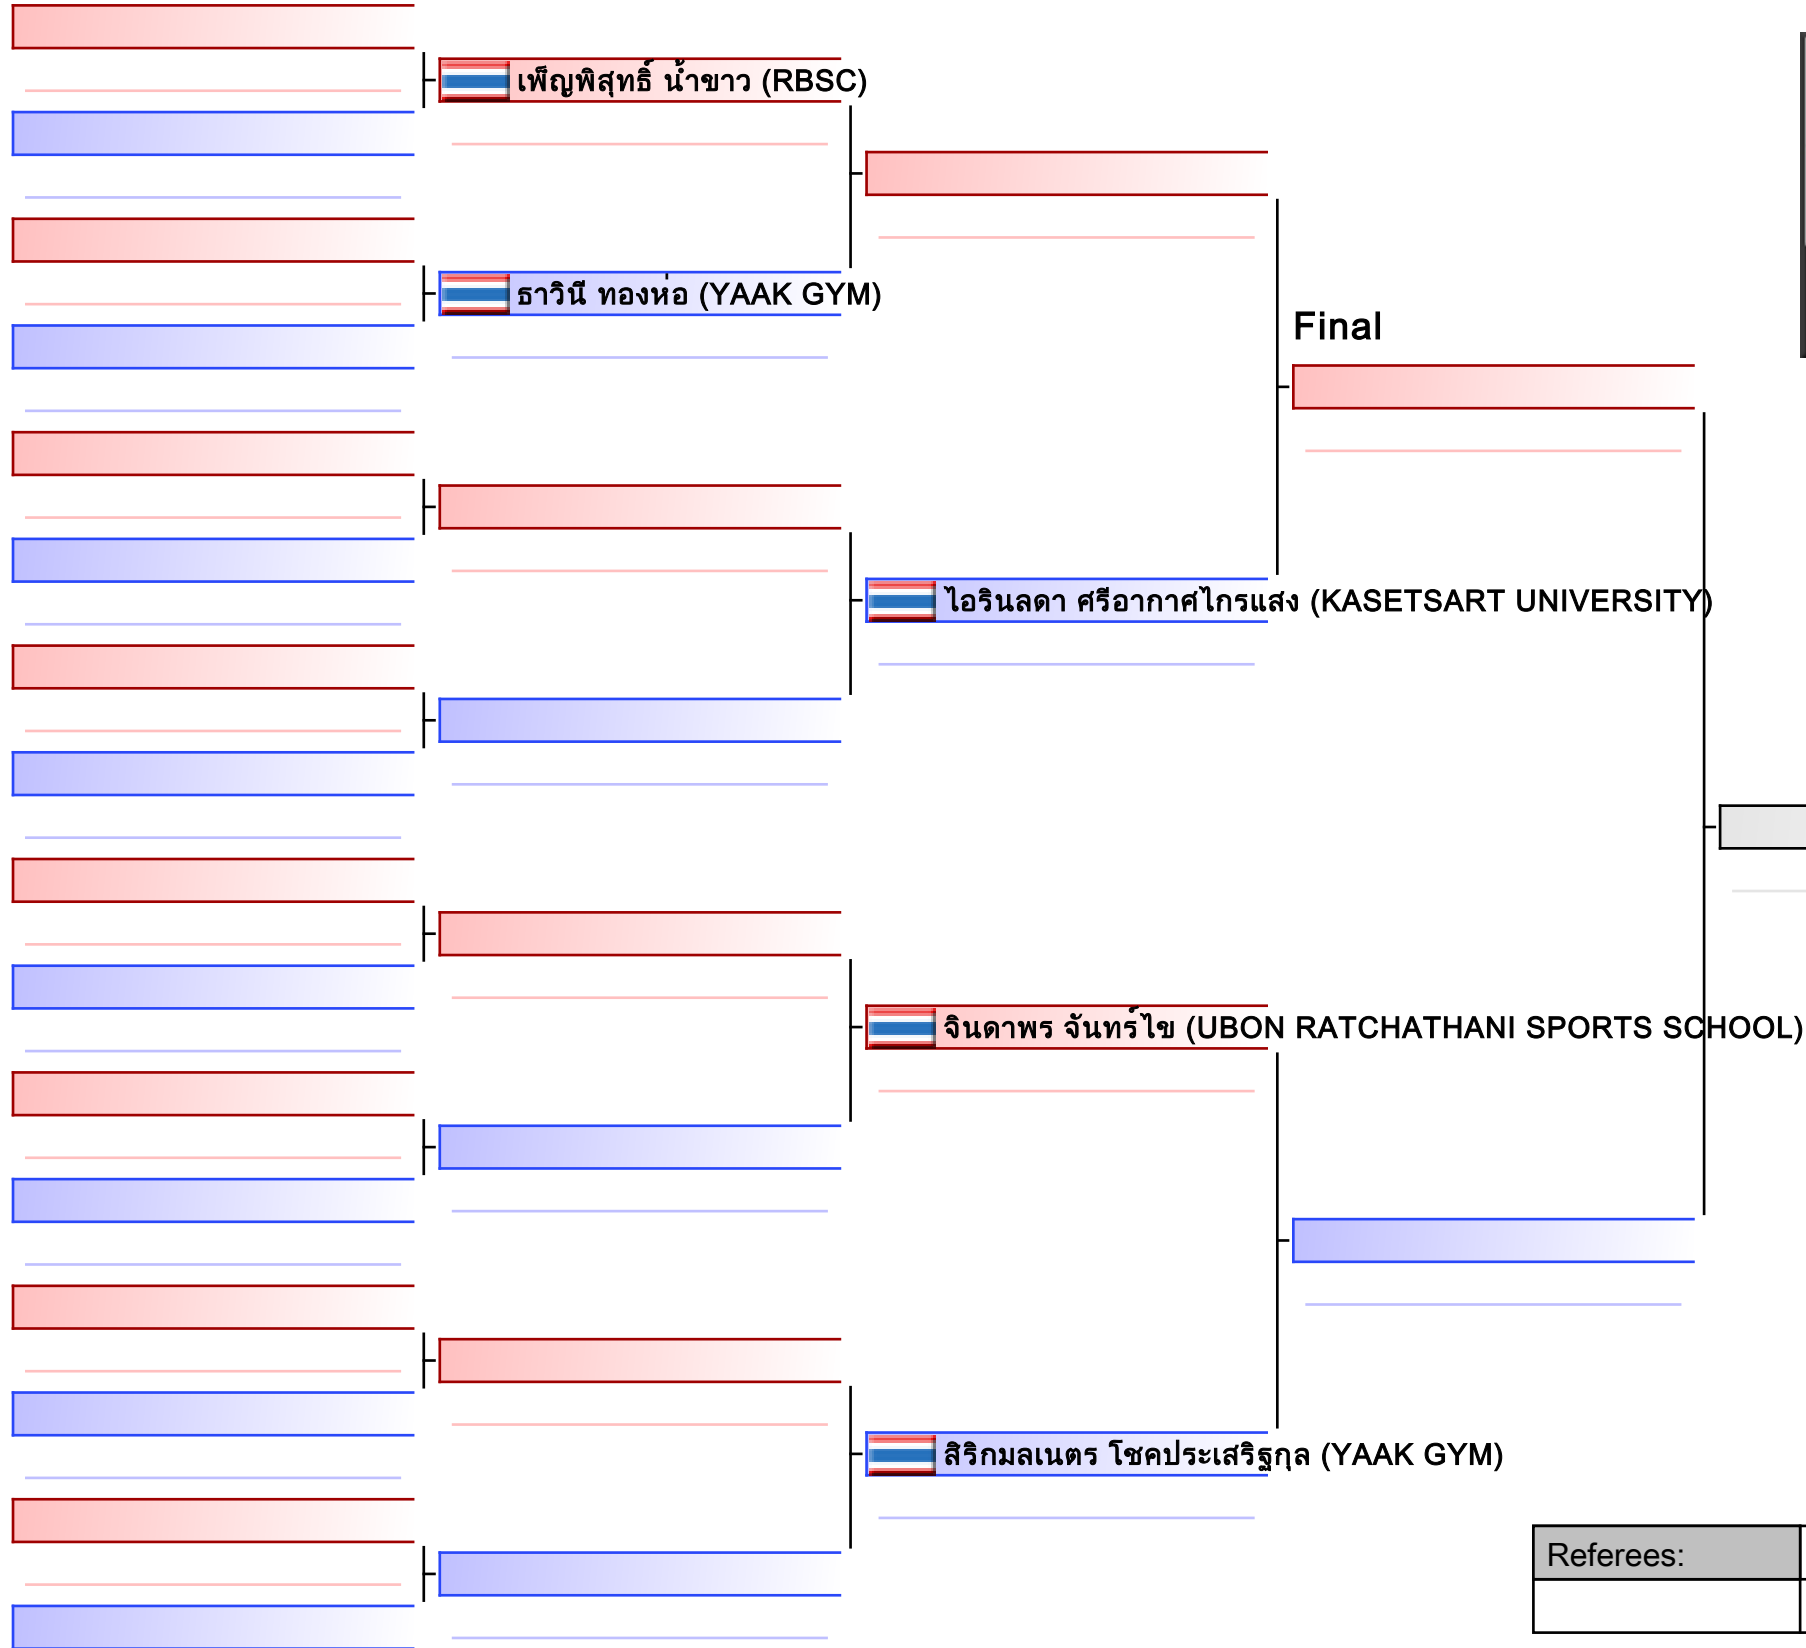 เพ็ญพิสุทธิ์ น้ำขาว (RBSC)
ธาวินี ทองห่อ (YAAK GYM)
Final
ไอรินลดา ศรีอากาศไกรแสง (KASETSART UNIVERSITY)
จินดาพร จันทร์ไข (UBON RATCHATHANI SPORTS SCHOOL)
สิริกมลเนตร โชคประเสริฐกุล (YAAK GYM)
Referees: